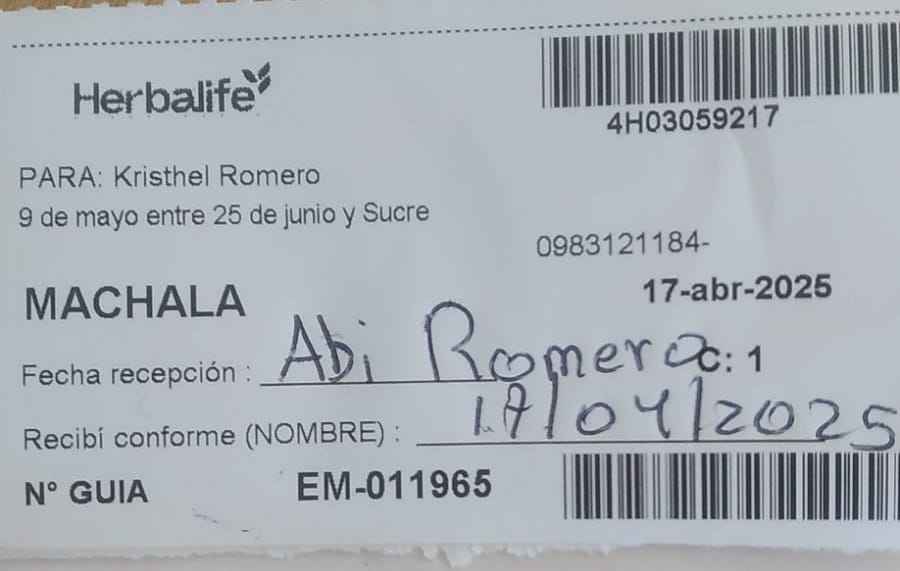 Herbalife
4H03059217
PARA: Kristhel Romero
9 de mayo entre 25 de junio y Sucre
0983121184-
17-abr-2025
MACHALA
Fecha recepción : Abi Romero C: 1
Recibí conforme (NOMBRE) : 17/04/2025
N° GUIA EM-011965